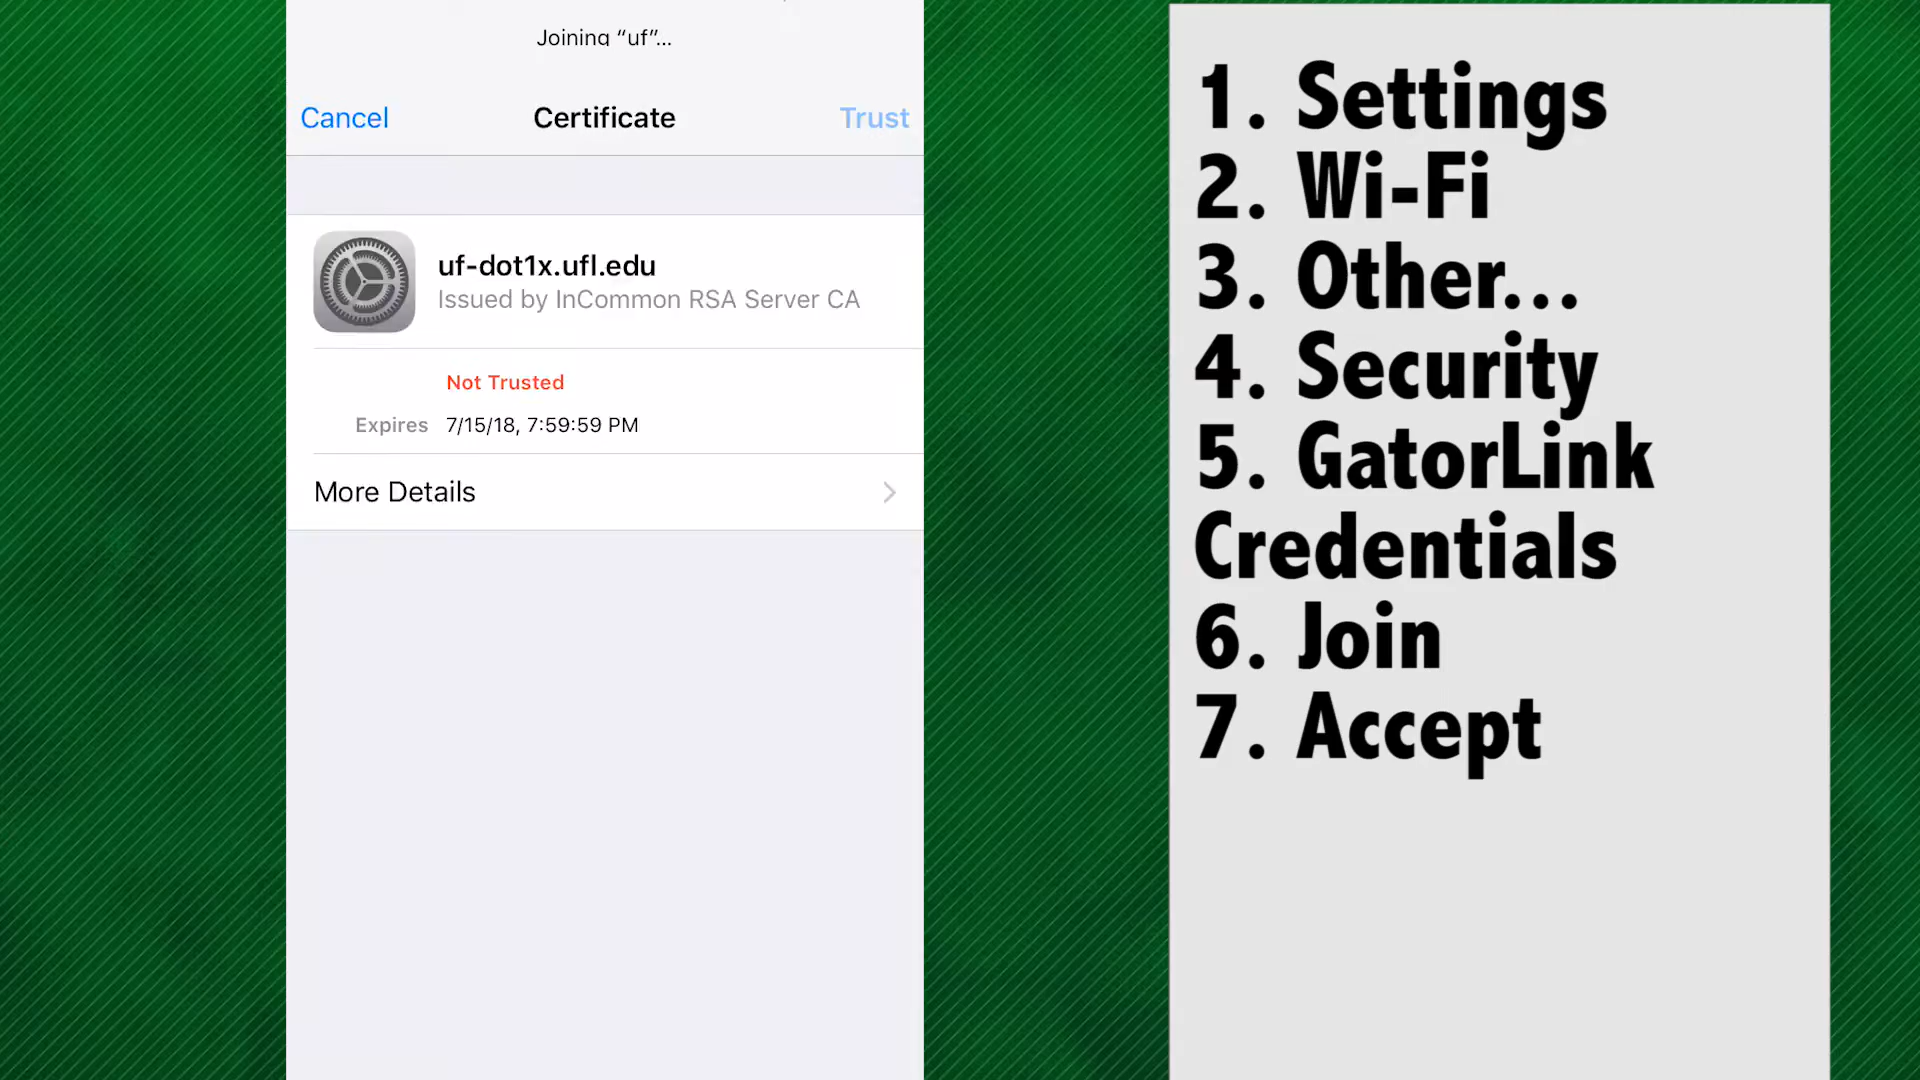 Joining “uf”...
Cancel
Certificate
Trust
uf-dot1x.ufl.edu
Issued by InCommon RSA Server CA
Not Trusted
Expires 7/15/18, 7:59:59 PM
More Details
1. Settings
2. Wi-Fi
3. Other...
4. Security
5. GatorLink
Credentials
6. Join
7. Accept